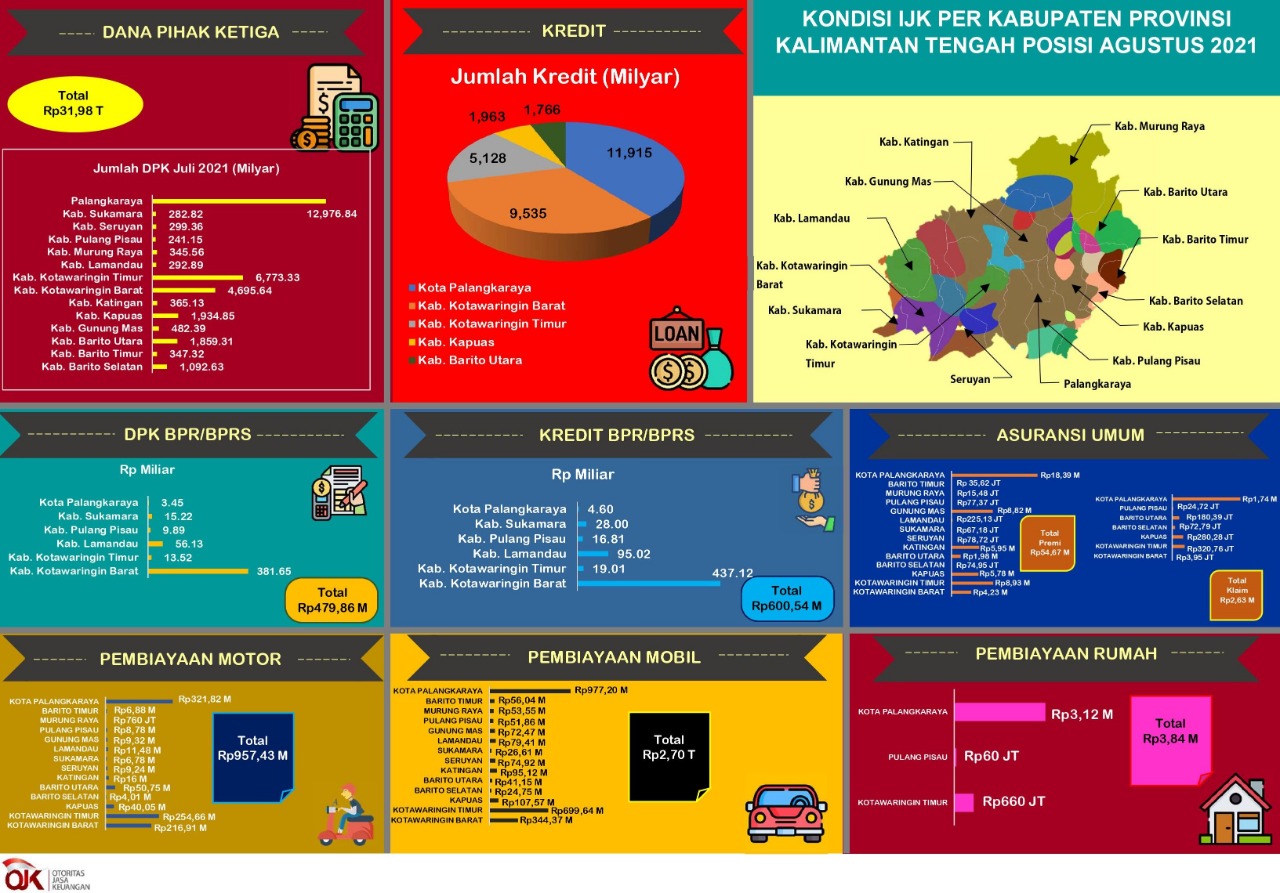 DANA PIHAK KETIGA
Total
Rp31,98 T
Jumlah DPK Juli 2021 (Milyar)
Palangkaraya 12,976.84
Kab. Sukamara 282.82
Kab. Seruyan 299.36
Kab. Pulang Pisau 241.15
Kab. Murung Raya 345.56
Kab. Lamandau 292.89
Kab. Kotawaringin Timur 6,773.33
Kab. Kotawaringin Barat 4,695.64
Kab. Katingan 365.13
Kab. Kapuas 1,934.85
Kab. Gunung Mas 482.39
Kab. Barito Utara 1,859.31
Kab. Barito Timur 347.32
Kab. Barito Selatan 1,092.63
KREDIT
Jumlah Kredit (Milyar)
1,963
1,766
5,128
11,915
9,535
Kota Palangkaraya
Kab. Kotawaringin Barat
Kab. Kotawaringin Timur
Kab. Kapuas
Kab. Barito Utara
LOAN
KONDISI IJK PER KABUPATEN PROVINSI
KALIMANTAN TENGAH POSISI AGUSTUS 2021
Kab. Murung Raya
Kab. Katingan
Kab. Gunung Mas
Kab. Barito Utara
Kab. Lamandau
Kab. Barito Timur
Kab. Kotawaringin
Barat
Kab. Sukamara
Kab. Barito Selatan
Kab. Kapuas
Kab. Kotawaringin
Timur
Kab. Pulang Pisau
Seruyan
Palangkaraya
DPK BPR/BPRS
Rp Miliar
Kota Palangkaraya 3.45
Kab. Sukamara 15.22
Kab. Pulang Pisau 9.89
Kab. Lamandau 56.13
Kab. Kotawaringin Timur 13.52
Kab. Kotawaringin Barat 381.65
Total
Rp479,86 M
KREDIT BPR/BPRS
Rp Miliar
Kota Palangkaraya 4.60
Kab. Sukamara 28.00
Kab. Pulang Pisau 16.81
Kab. Lamandau 95.02
Kab. Kotawaringin Timur 19.01
Kab. Kotawaringin Barat 437.12
Total
Rp600,54 M
ASURANSI UMUM
KOTA PALANGKARAYA Rp18,39 M
BARITO TIMUR Rp 35,62 JT
MURUNG RAYA Rp15,48 JT
PULANG PISAU Rp77,37 JT
GUNUNG MAS Rp8,82 M
LAMANDAU Rp225,13 JT
SUKAMARA Rp67,18 JT
SERUYAN Rp78,72 JT
KATINGAN Rp5,95 M
BARITO UTARA Rp1,98 M
BARITO SELATAN Rp74,95 JT
KAPUAS Rp5,78 M
KOTAWARINGIN TIMUR Rp8,93 M
KOTAWARINGIN BARAT Rp4,23 M
Total
Premi
Rp54,67 M
KOTA PALANGKARAYA Rp1,74 M
PULANG PISAU Rp24,72 JT
BARITO UTARA Rp180,39 JT
BARITO SELATAN Rp72,79 JT
KAPUAS Rp280,28 JT
KOTAWARINGIN TIMUR Rp320,76 JT
KOTAWARINGIN BARAT Rp3,95 JT
Total
Klaim
Rp2,63 M
PEMBIAYAAN MOTOR
KOTA PALANGKARAYA Rp321,82 M
BARITO TIMUR Rp6,88 M
MURUNG RAYA Rp760 JT
PULANG PISAU Rp8,78 M
GUNUNG MAS Rp9,32 M
LAMANDAU Rp11,48 M
SUKAMARA Rp6,78 M
SERUYAN Rp9,24 M
KATINGAN Rp16 M
BARITO UTARA Rp50,75 M
BARITO SELATAN Rp4,01 M
KAPUAS Rp40,05 M
KOTAWARINGIN TIMUR Rp254,66 M
KOTAWARINGIN BARAT Rp216,91 M
Total
Rp957,43 M
PEMBIAYAAN MOBIL
KOTA PALANGKARAYA Rp977,20 M
BARITO TIMUR Rp56,04 M
MURUNG RAYA Rp53,55 M
PULANG PISAU Rp51,86 M
GUNUNG MAS Rp72,47 M
LAMANDAU Rp79,41 M
SUKAMARA Rp26,61 M
SERUYAN Rp74,92 M
KATINGAN Rp95,12 M
BARITO UTARA Rp41,15 M
BARITO SELATAN Rp24,75 M
KAPUAS Rp107,57 M
KOTAWARINGIN TIMUR Rp699,64 M
KOTAWARINGIN BARAT Rp344,37 M
Total
Rp2,70 T
PEMBIAYAAN RUMAH
KOTA PALANGKARAYA Rp3,12 M
PULANG PISAU Rp60 JT
KOTAWARINGIN TIMUR Rp660 JT
Total
Rp3,84 M
OJK
OTORITAS
JASA
KEUANGAN